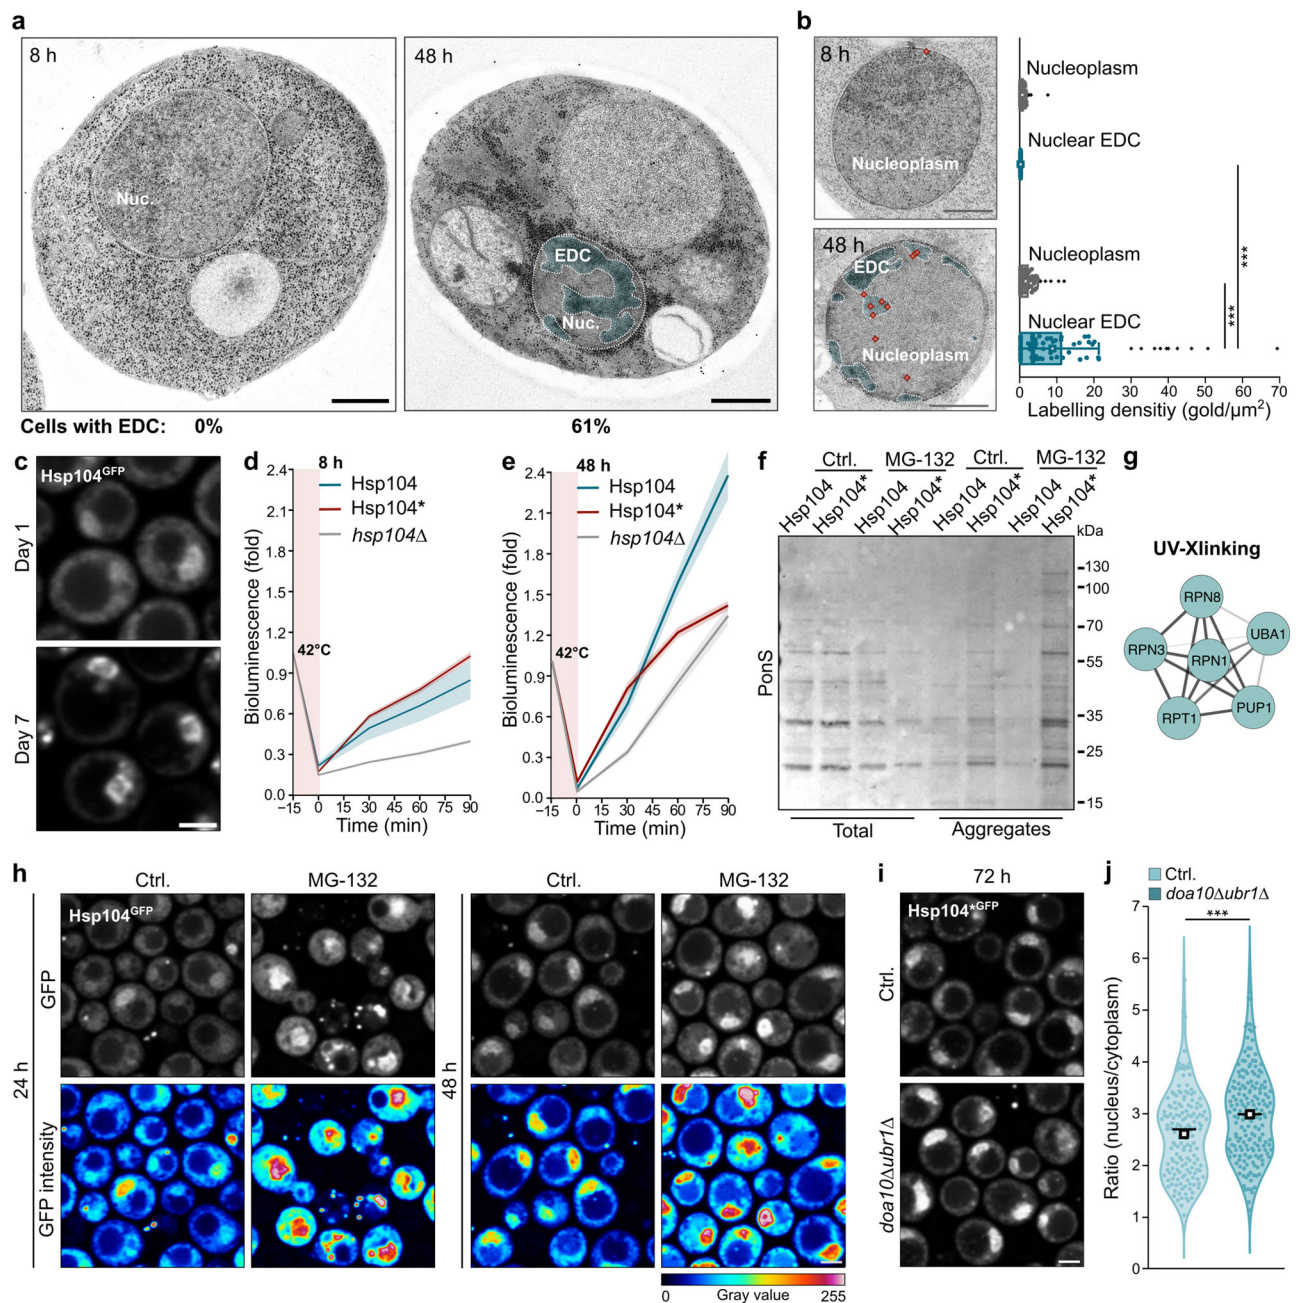 a
8 h
Nuc.
48 h
EDC
Nuc.
Cells with EDC: 0%
61%
b
8 h
Nucleoplasm
48 h
EDC
Nucleoplasm
Nucleoplasm
Nuclear EDC
Nucleoplasm
Nuclear EDC
***
***
0 10 20 30 40 50 60 70
Labelling densitiy (gold/µm²)
c
Hsp104GFP
Day 1
Day 7
d
8 h
Hsp104
Hsp104*
hsp104Δ
42°C
Bioluminescence (fold)
2.4
2.1
1.8
1.5
1.2
0.9
0.6
0.3
0.0
−15 0 15 30 45 60 75 90
Time (min)
e
48 h
Hsp104
Hsp104*
hsp104Δ
42°C
Bioluminescence (fold)
2.4
2.1
1.8
1.5
1.2
0.9
0.6
0.3
0.0
−15 0 15 30 45 60 75 90
Time (min)
f
Ctrl. MG-132 Ctrl. MG-132
Hsp104 Hsp104* Hsp104 Hsp104* Hsp104 Hsp104* Hsp104 Hsp104*
kDa
130
100
70
55
35
25
15
PonS
Total Aggregates
g
UV-Xlinking
RPN8
UBA1
RPN3
RPN1
RPT1
PUP1
h
Ctrl. MG-132 Ctrl. MG-132
Hsp104GFP
GFP
GFP intensity
24 h
48 h
0 Gray value 255
i
72 h
Hsp104*GFP
Ctrl.
doa10Δubr1Δ
j
Ctrl.
doa10Δubr1Δ
***
Ratio (nucleus/cytoplasm)
7
6
5
4
3
2
1
0